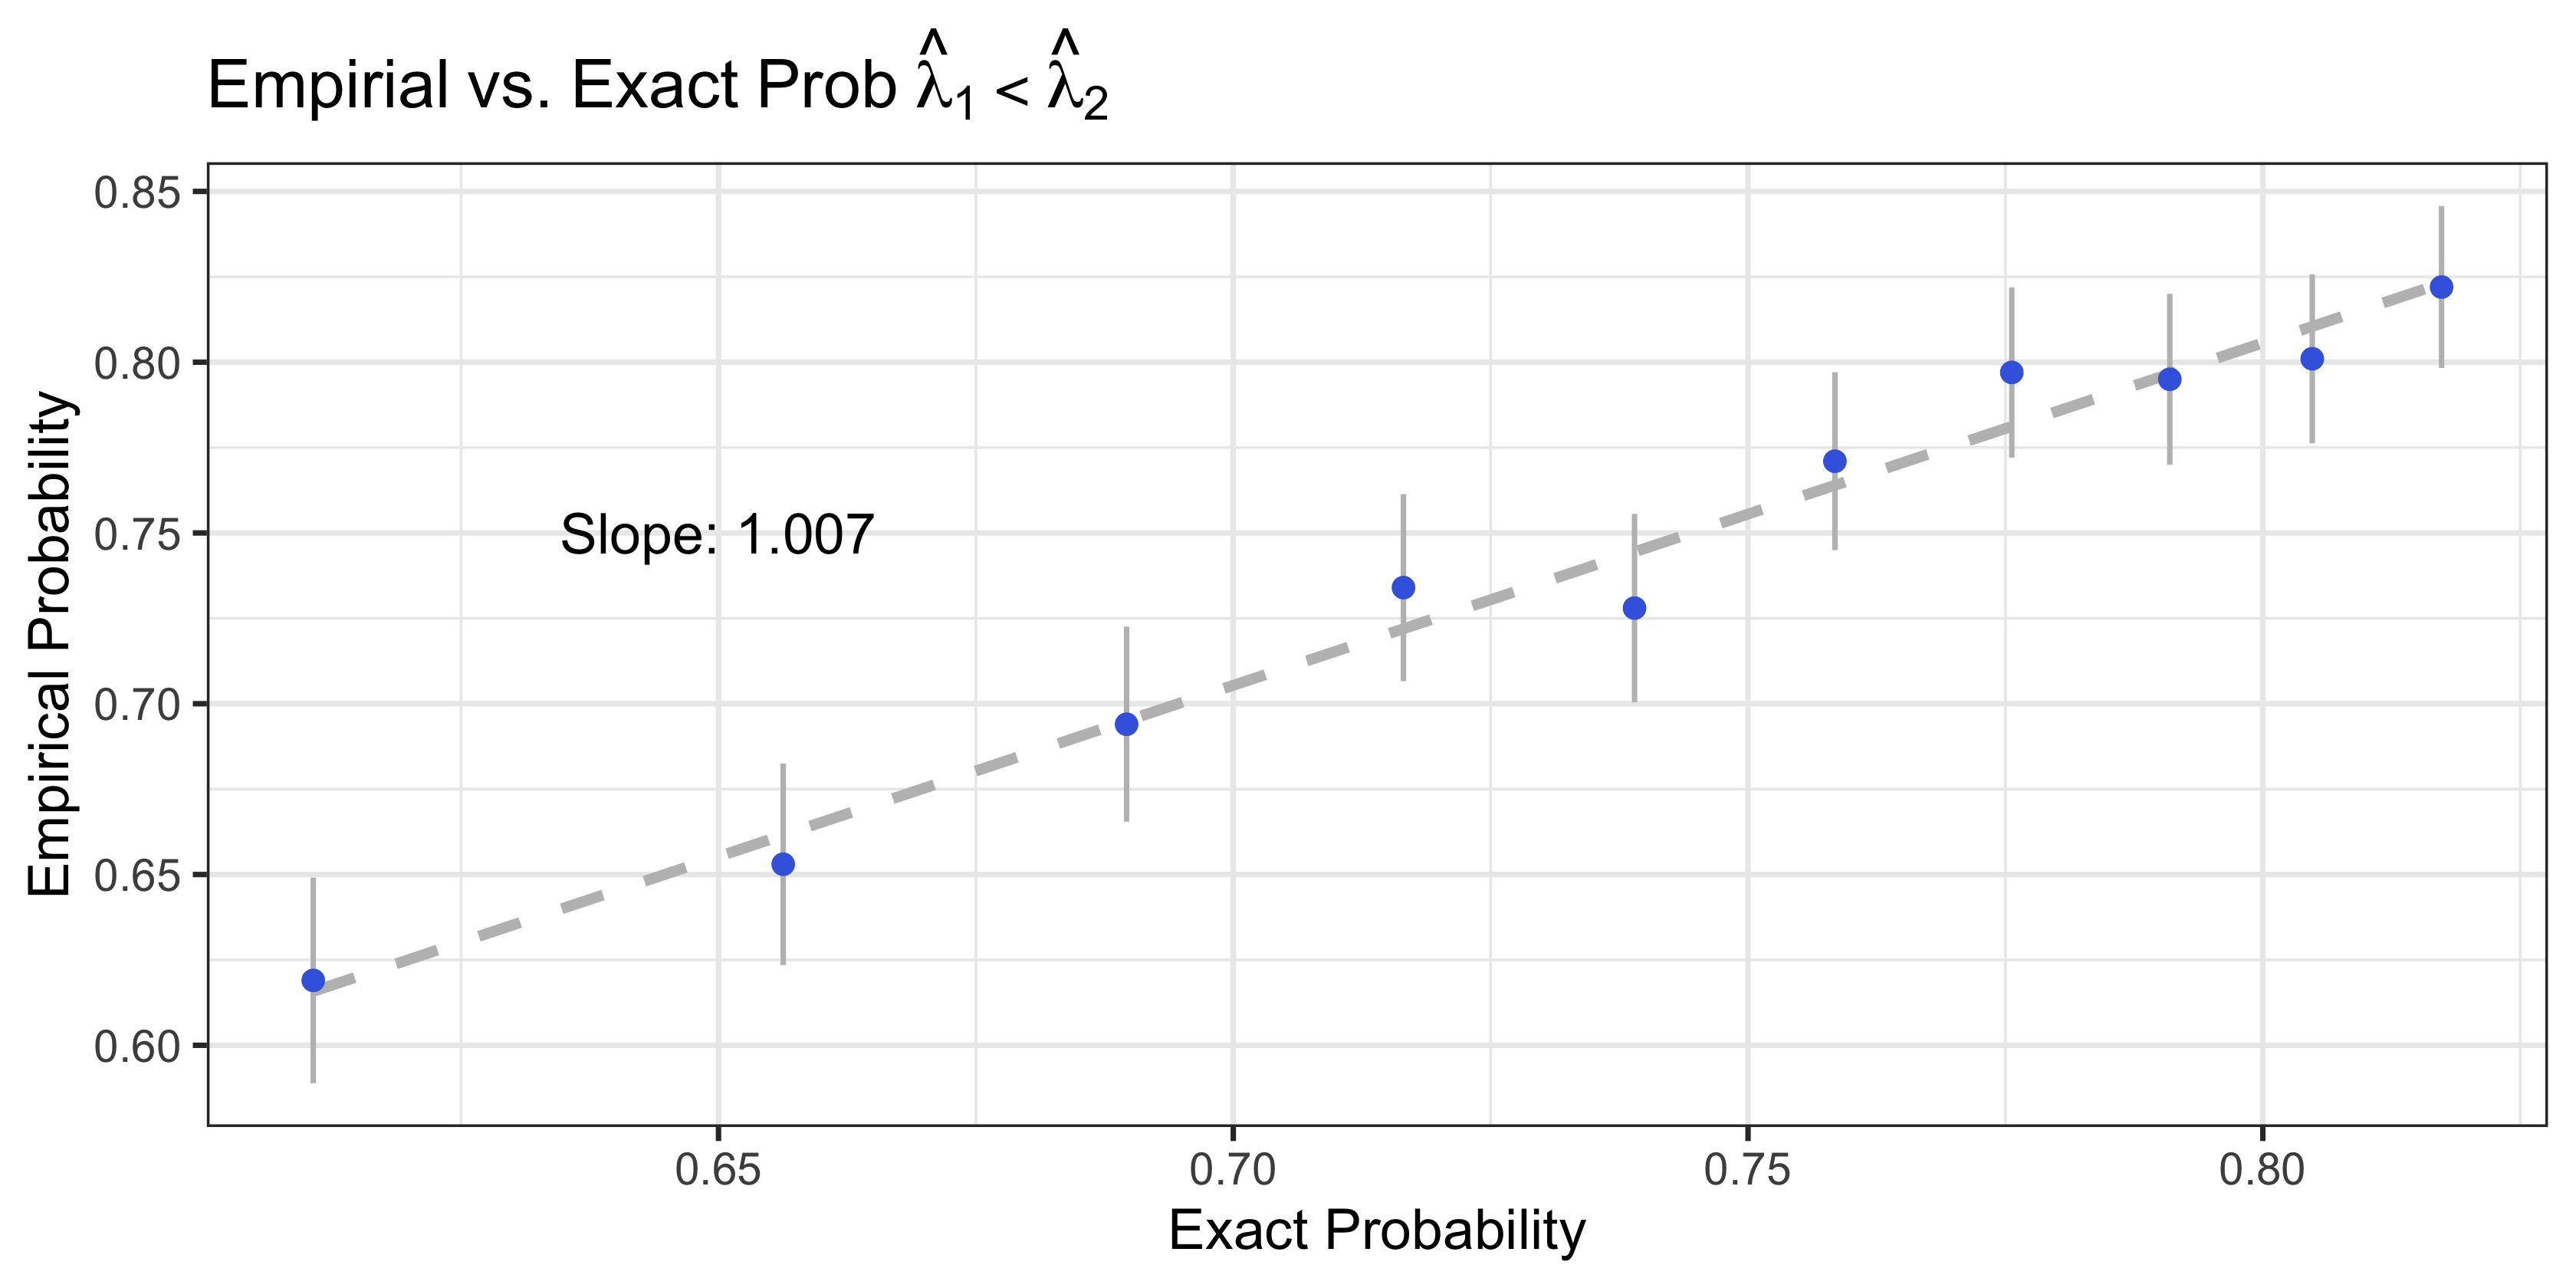 Empirial vs. Exact Prob λ̂₁ < λ̂₂
Empirical Probability
0.85
0.80
0.75
0.70
0.65
0.60
Slope: 1.007
0.65 0.70 0.75 0.80
Exact Probability